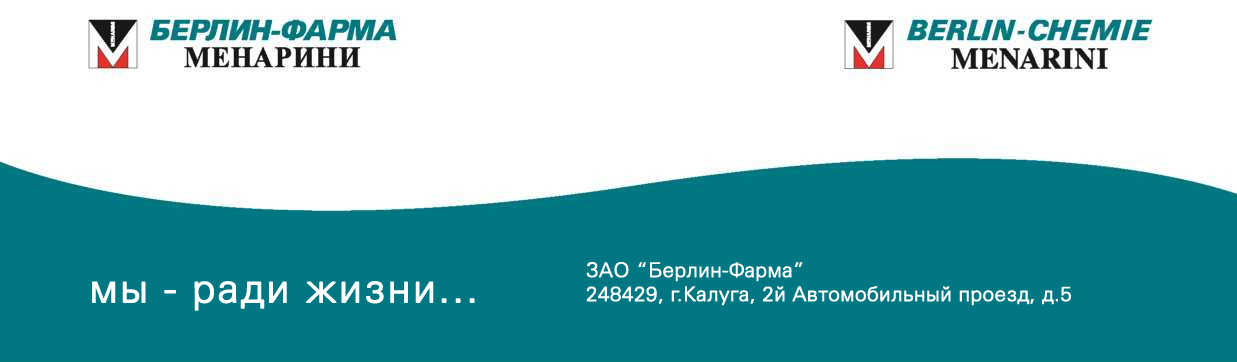 БЕРЛИН-ФАРМА
МЕНАРИНИ
BERLIN-CHEMIE
MENARINI
мы - ради жизни...
ЗАО “Берлин-Фарма”
248429, г.Калуга, 2й Автомобильный проезд, д.5